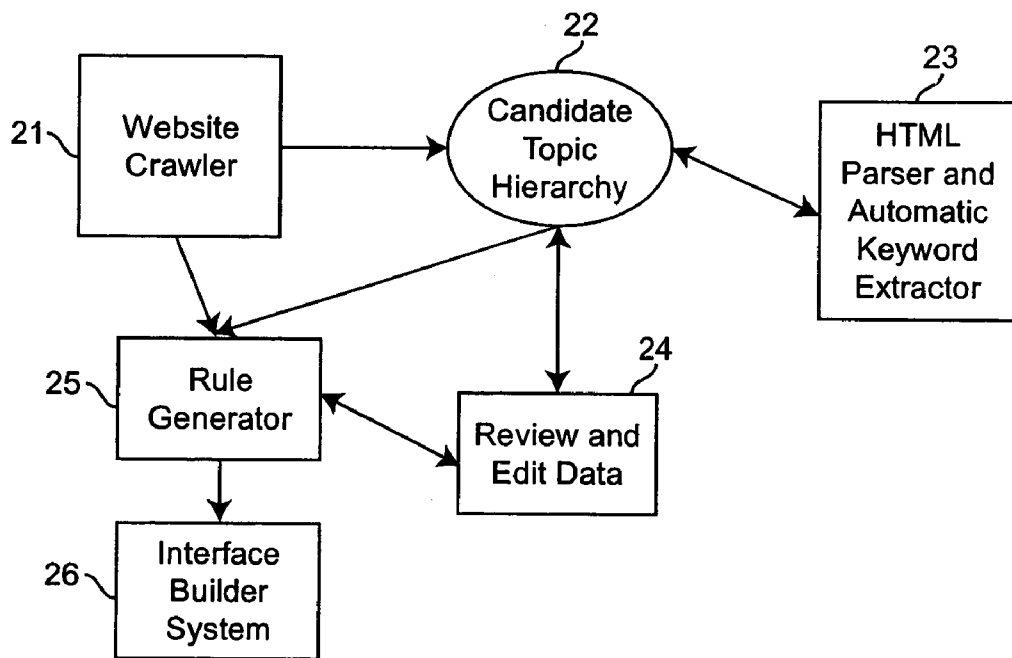 22
23
21
Website
Crawler
Candidate
Topic
Hierarchy
HTML
Parser and
Automatic
Keyword
Extractor
24
25
Rule
Generator
Review and
Edit Data
26
Interface
Builder
System